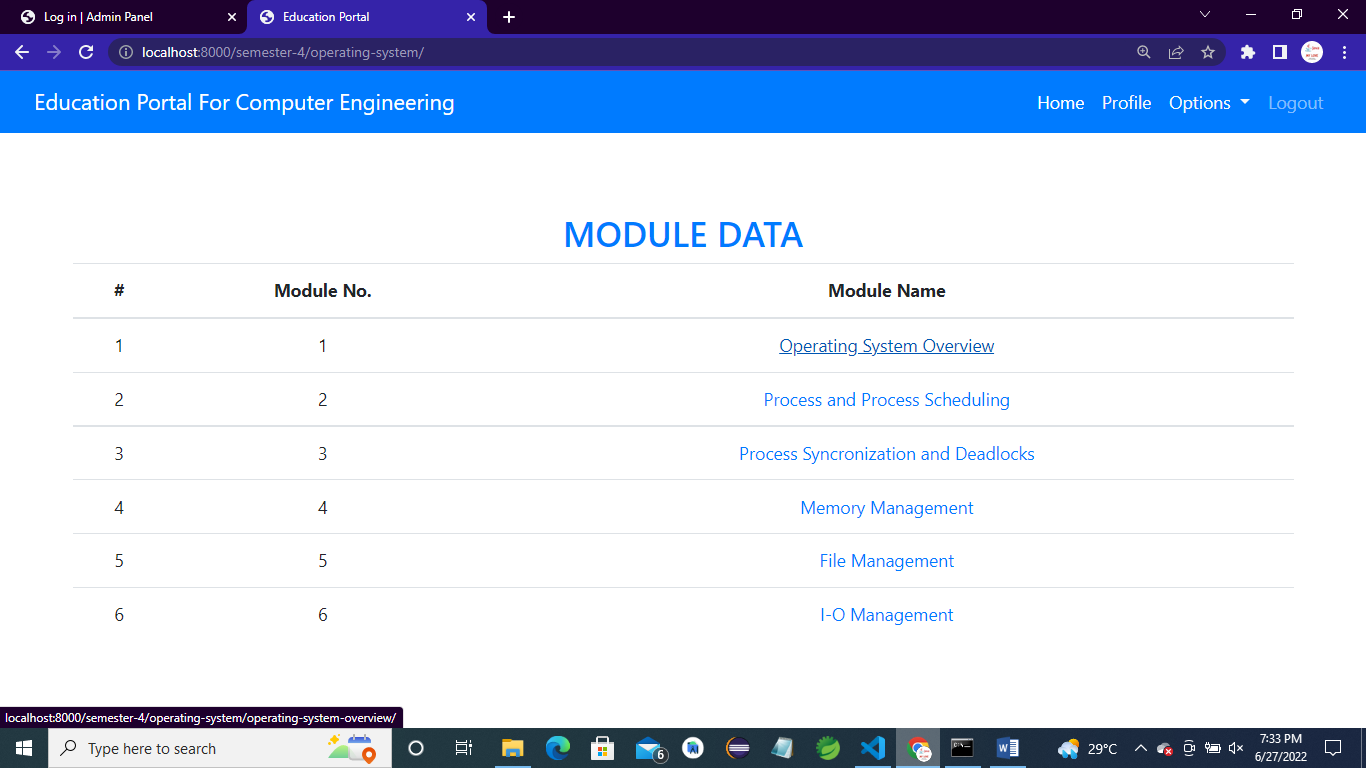 Log in | Admin Panel
Education Portal
localhost:8000/semester-4/operating-system/
Education Portal For Computer Engineering
Home Profile Options Logout
MODULE DATA
# Module No. Module Name
1 1 Operating System Overview
2 2 Process and Process Scheduling
3 3 Process Syncronization and Deadlocks
4 4 Memory Management
5 5 File Management
6 6 I-O Management
localhost:8000/semester-4/operating-system/operating-system-overview/
Type here to search
6
29°C
7:33 PM
6/27/2022